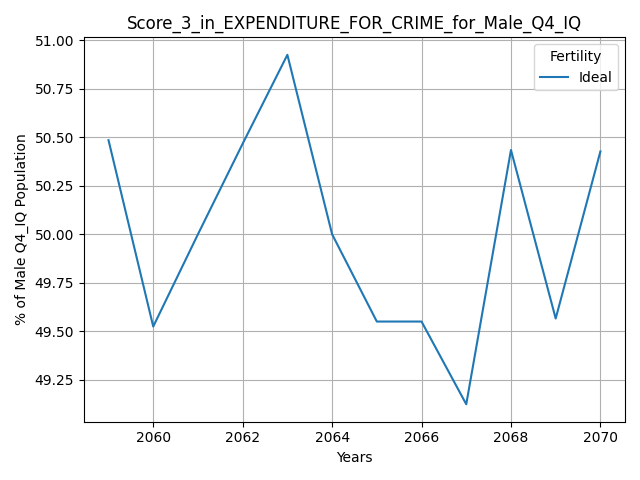 Score_3_in_EXPENDITURE_FOR_CRIME_for_Male_Q4_IQ
51.00
50.75
50.50
50.25
50.00
49.75
49.50
49.25
% of Male Q4_IQ Population
Fertility
Ideal
2060 2062 2064 2066 2068 2070
Years